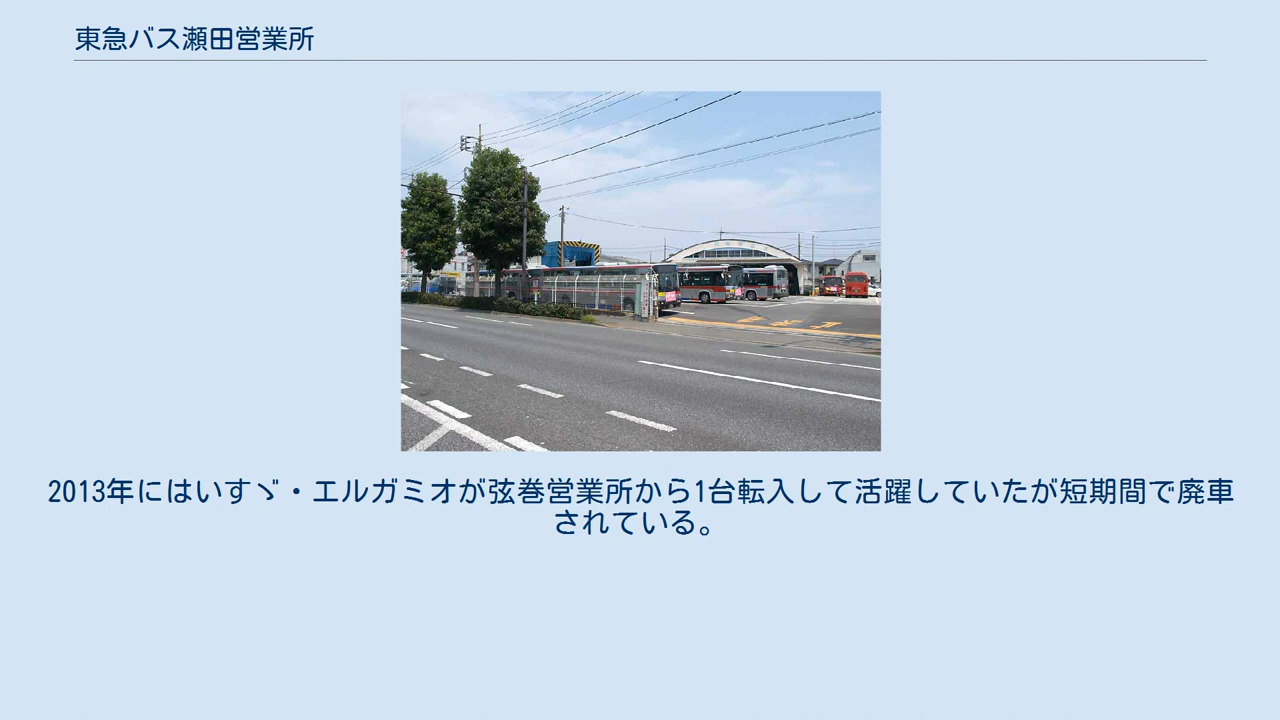 東急バス瀬田営業所
2013年にはいすゞ・エルガミオが弦巻営業所から1台転入して活躍していたが短期間で廃車
されている。